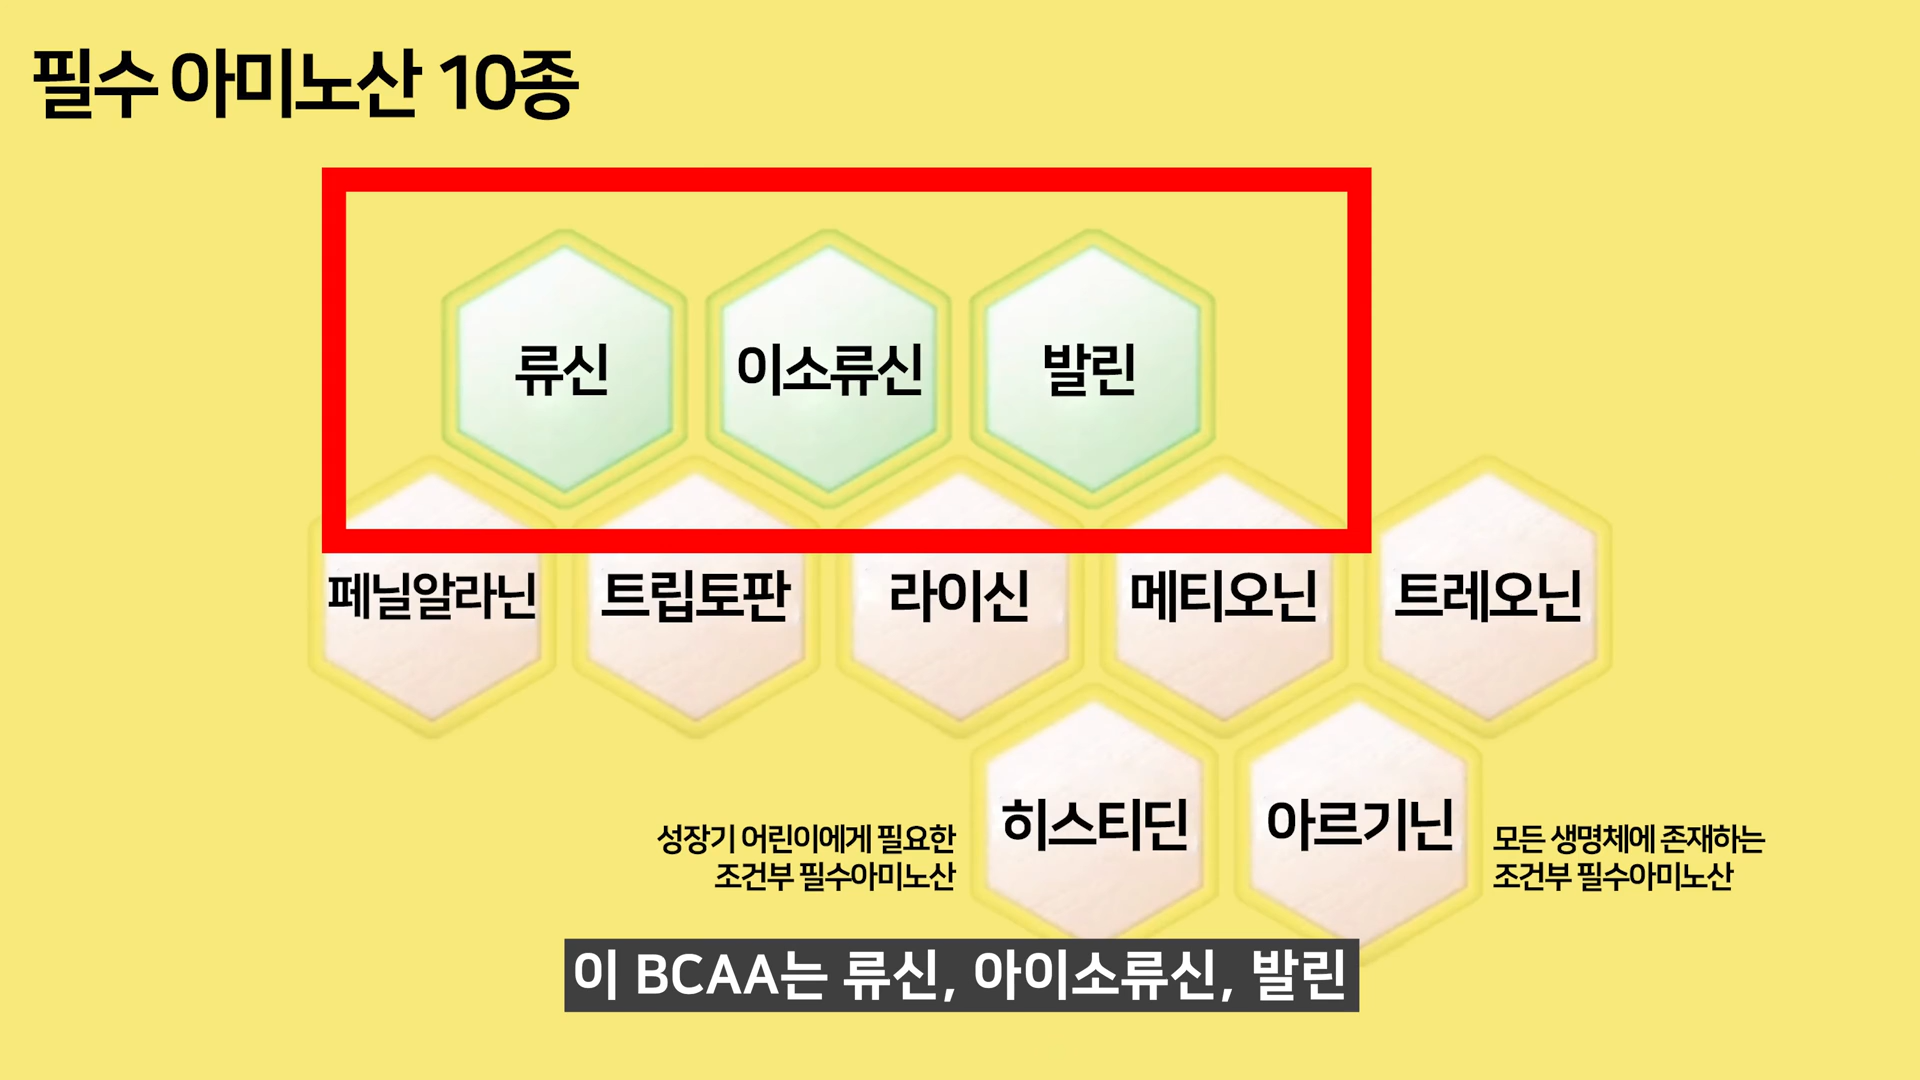 필수 아미노산 10종
류신
이소류신
발린
페닐알라닌
트립토판
라이신
메티오닌
트레오닌
성장기 어린이에게 필요한
조건부 필수아미노산
히스티딘
아르기닌
모든 생명체에 존재하는
조건부 필수아미노산
이 BCAA는 류신, 아이소류신, 발린